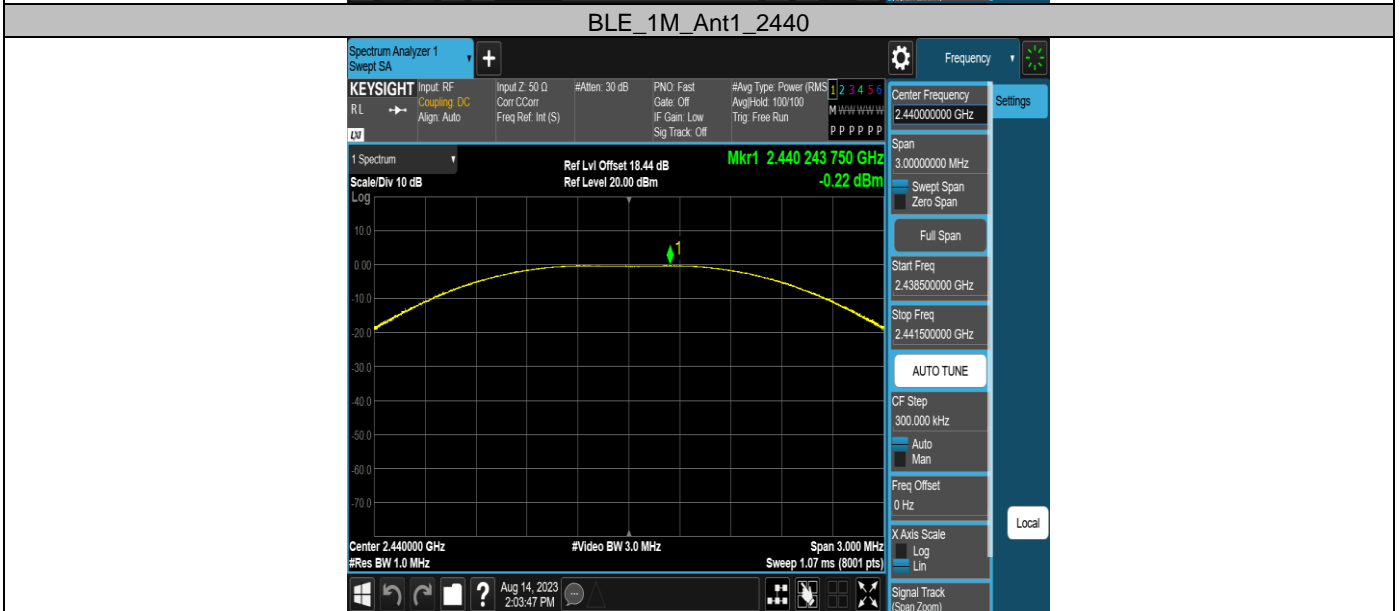 BLE_1M_Ant1_2440
Spectrum Analyzer 1
Swept SA
+
Frequency
KEYSIGHT
RL
LXI
Input: RF
Coupling: DC
Align: Auto
Input Z: 50 Ω
Corr CCorr
Freq Ref: Int (S)
#Atten: 30 dB
PNO: Fast
Gate: Off
IF Gain: Low
Sig Track: Off
#Avg Type: Power (RMS
Avg|Hold: 100/100
Trig: Free Run
1 2 3 4 5 6
M W W W W W
P P P P P P
1 Spectrum
Scale/Div 10 dB
Log
Ref Lvl Offset 18.44 dB
Ref Level 20.00 dBm
Mkr1 2.440 243 750 GHz
-0.22 dBm
1
10.0
0.00
-10.0
-20.0
-30.0
-40.0
-50.0
-60.0
-70.0
Center 2.440000 GHz
#Res BW 1.0 MHz
#Video BW 3.0 MHz
Span 3.000 MHz
Sweep 1.07 ms (8001 pts)
Center Frequency
2.440000000 GHz
Settings
Span
3.00000000 MHz
Swept Span
Zero Span
Full Span
Start Freq
2.438500000 GHz
Stop Freq
2.441500000 GHz
AUTO TUNE
CF Step
300.000 kHz
Auto
Man
Freq Offset
0 Hz
X Axis Scale
Log
Lin
Local
Signal Track
(Span Zoom)
?
Aug 14, 2023
2:03:47 PM